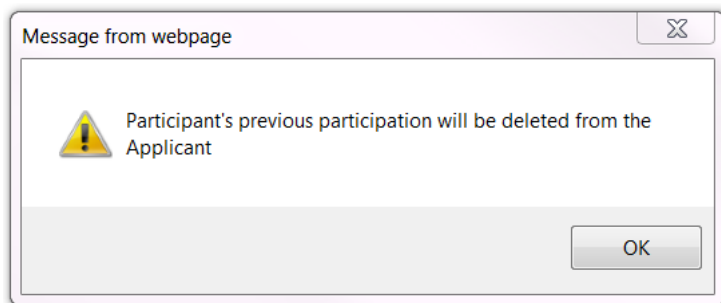 Message from webpage
Participant's previous participation will be deleted from the
Applicant
OK